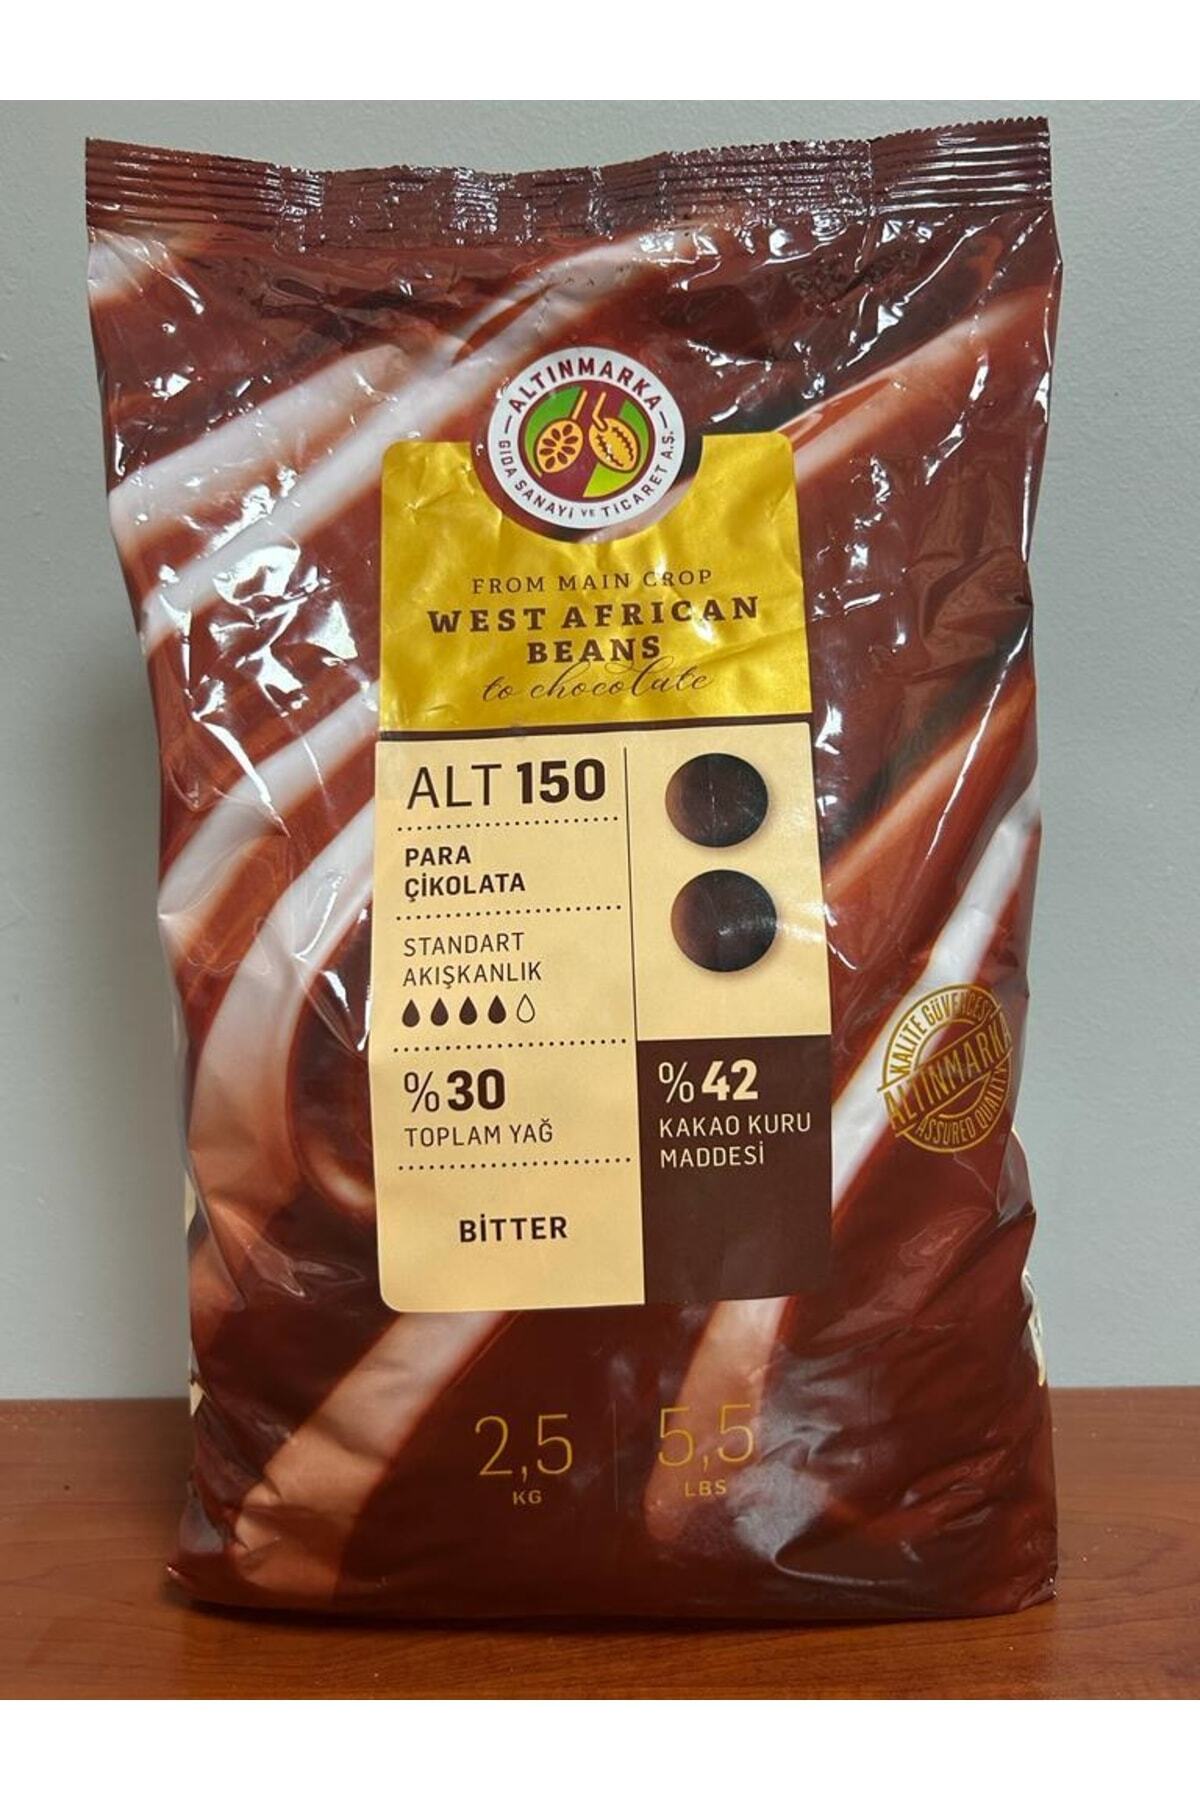 ALTINMARKA
GIDA SANAYİ VE TİCARET A.Ş.
FROM MAIN CROP
WEST AFRICAN
BEANS
to chocolate
ALT 150
PARA
ÇİKOLATA
STANDART
AKIŞKANLIK
%30
TOPLAM YAĞ
BİTTER
%42
KAKAO KURU
MADDESİ
KALİTE GÜVENCESİ
ALTINMARKA
ASSURED QUALITY
2,5
KG
5,5
LBS